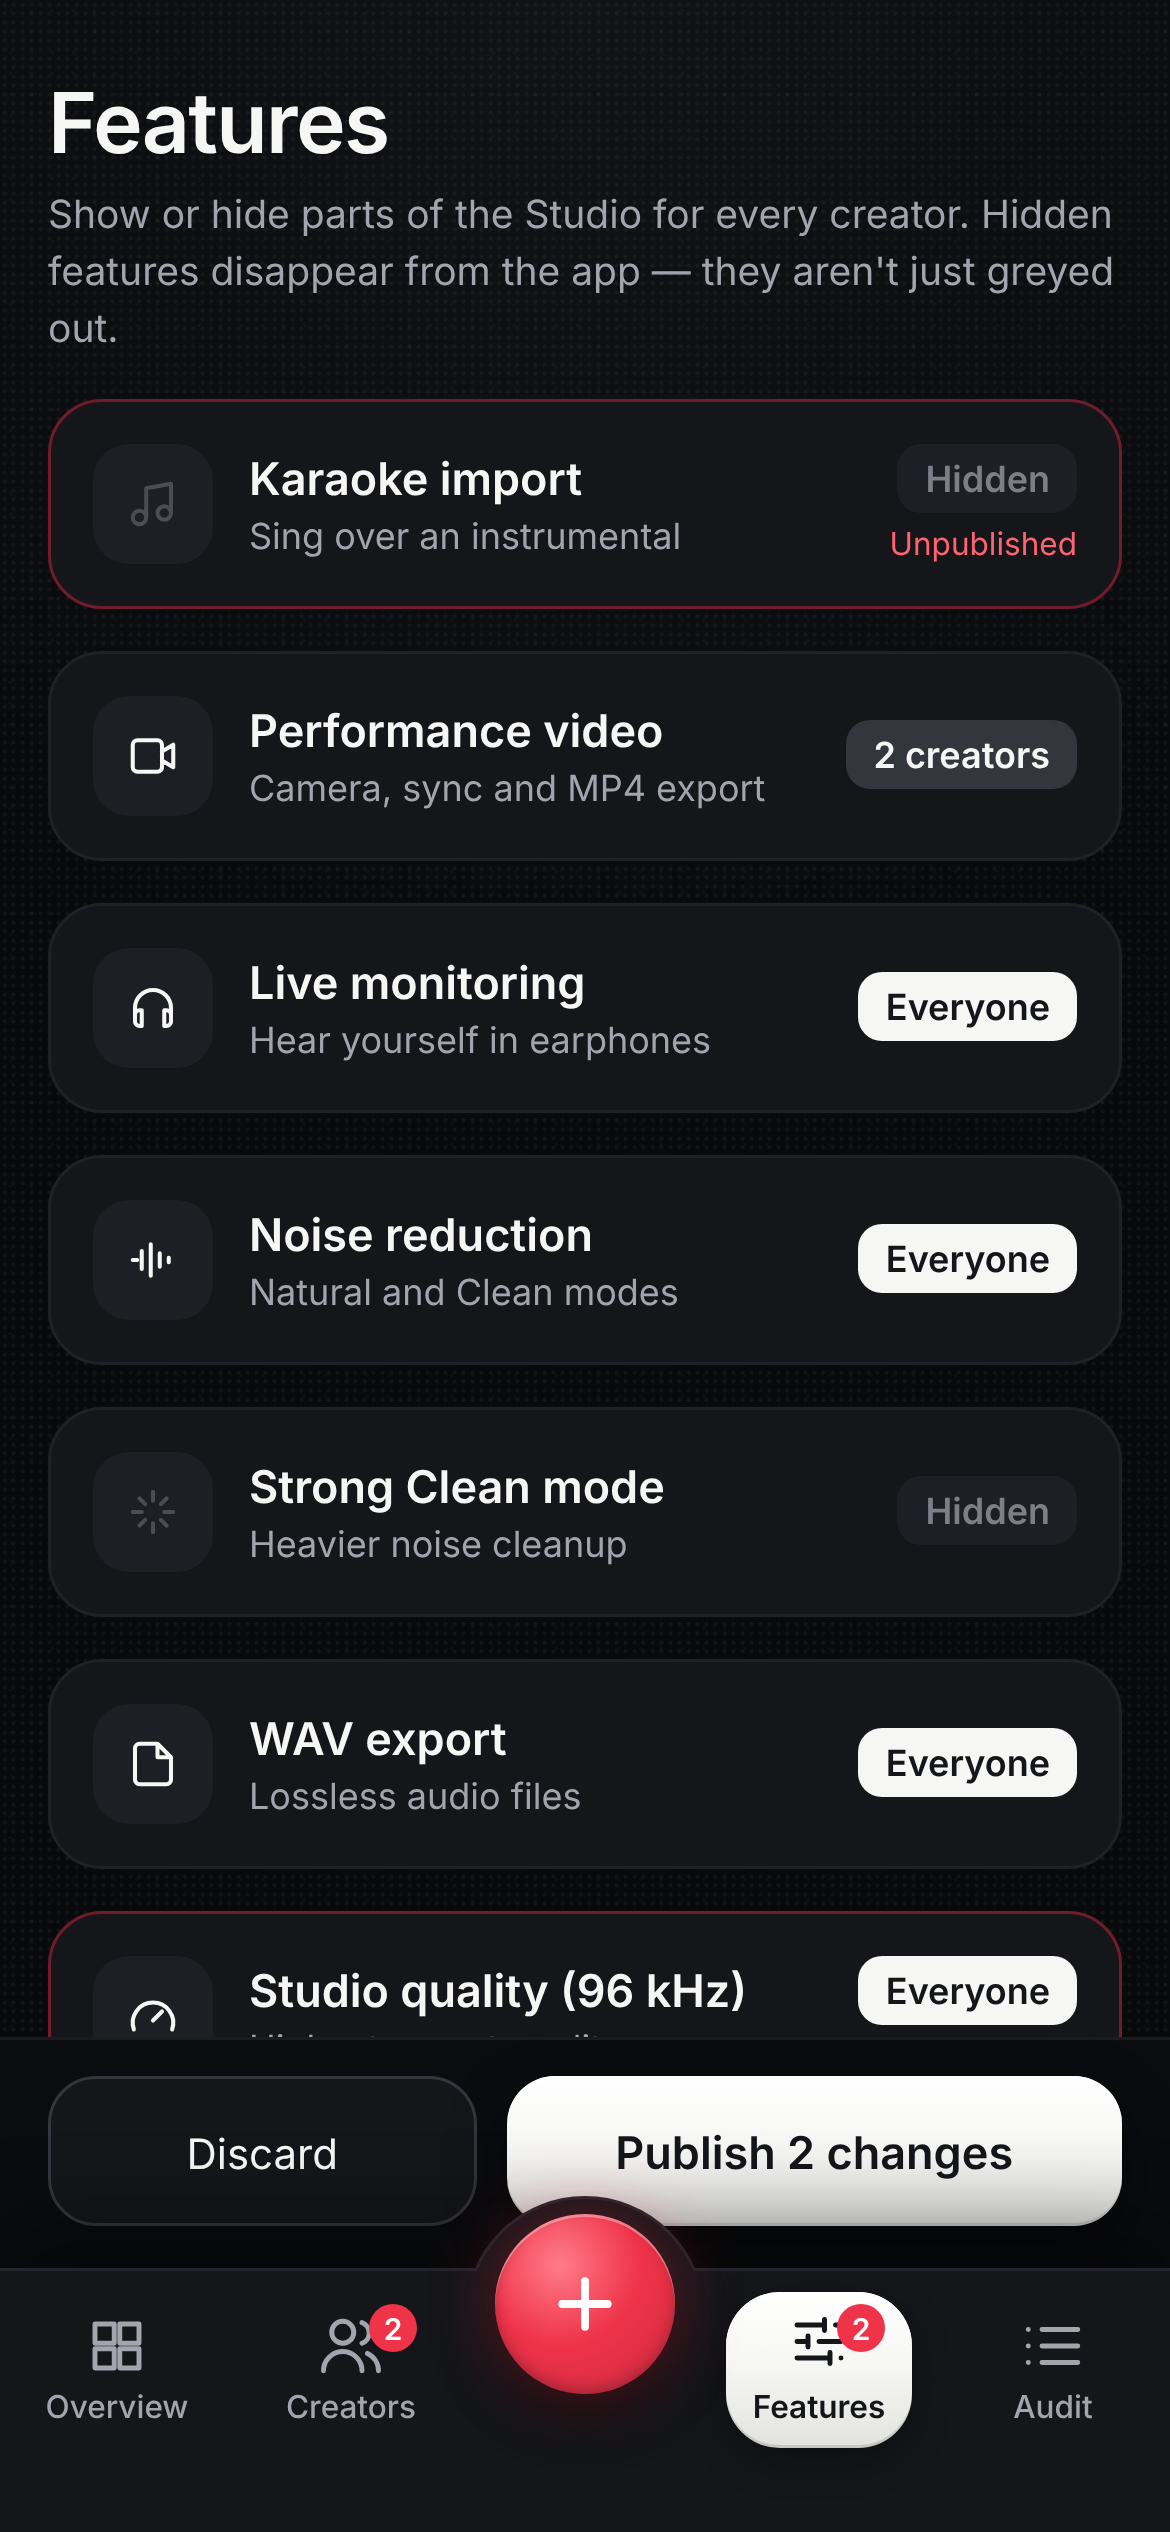 Features
Show or hide parts of the Studio for every creator. Hidden
features disappear from the app — they aren't just greyed
out.
Karaoke import
Hidden
Sing over an instrumental
Unpublished
Performance video
Camera, sync and MP4 export
2 creators
Live monitoring
Hear yourself in earphones
Everyone
Noise reduction
Natural and Clean modes
Everyone
Strong Clean mode
Heavier noise cleanup
Hidden
WAV export
Lossless audio files
Everyone
Studio quality (96 kHz)
Everyone
Discard
Publish 2 changes
2
2
Overview
Creators
Features
Audit